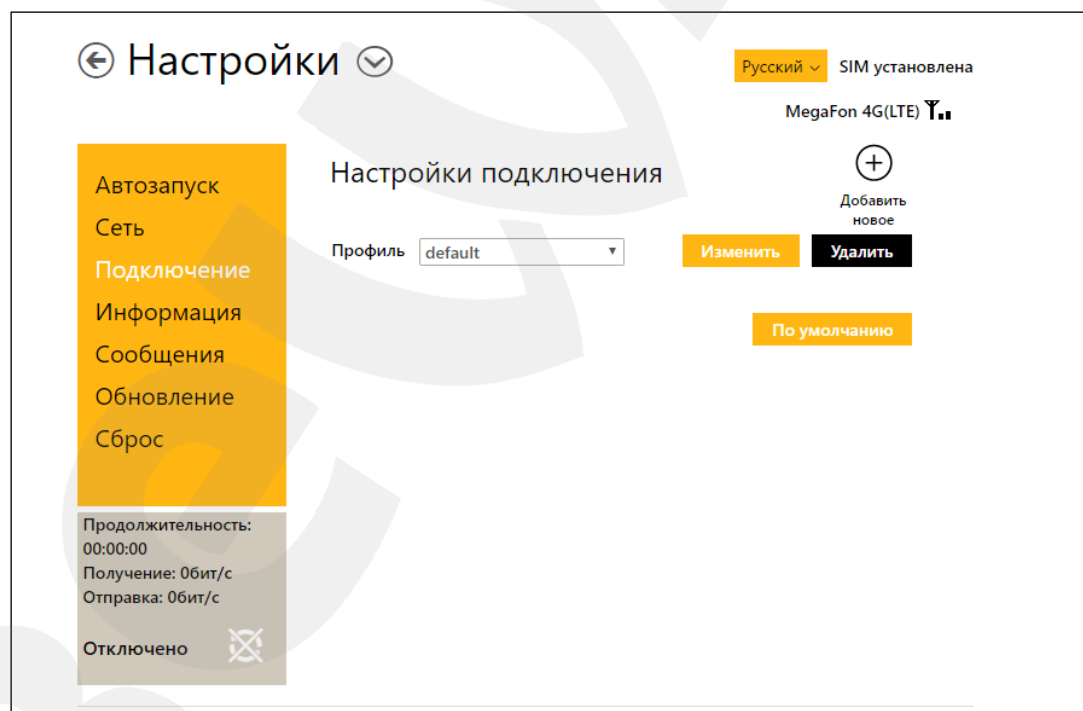 Настройки
Русский
SIM установлена
MegaFon 4G(LTE)
Автозапуск
Сеть
Подключение
Информация
Сообщения
Обновление
Сброс
Настройки подключения
Добавить
новое
Профиль
default
Изменить
Удалить
По умолчанию
Продолжительность:
00:00:00
Получение: 0бит/с
Отправка: 0бит/с
Отключено